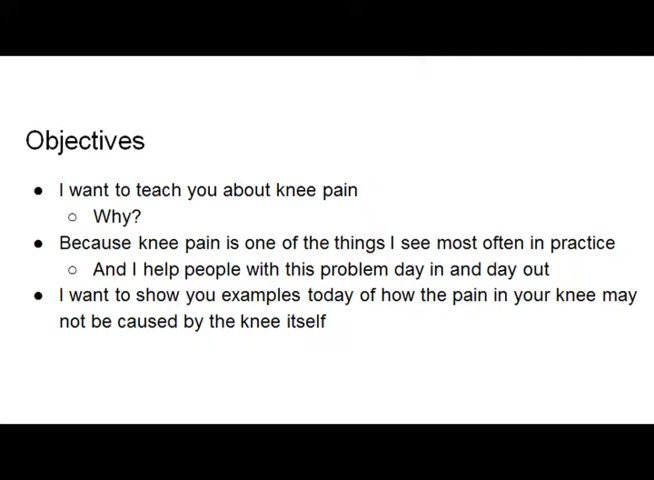 Objectives
● I want to teach you about knee pain
○ Why?
● Because knee pain is one of the things I see most often in practice
○ And I help people with this problem day in and day out
● I want to show you examples today of how the pain in your knee may
not be caused by the knee itself